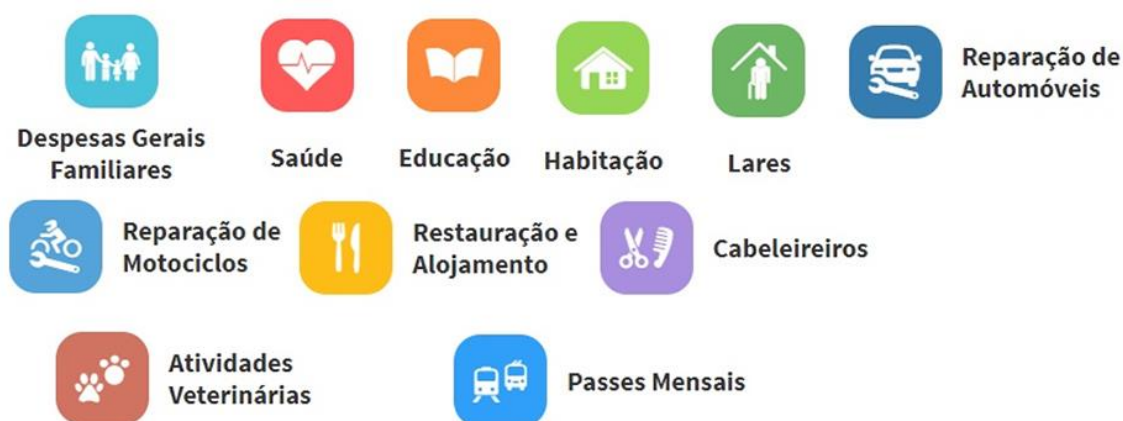 Despesas Gerais
Familiares
Saúde
Educação
Habitação
Lares
Reparação de
Automóveis
Reparação de
Motociclos
Restauração e
Alojamento
Cabeleireiros
Atividades
Veterinárias
Passes Mensais